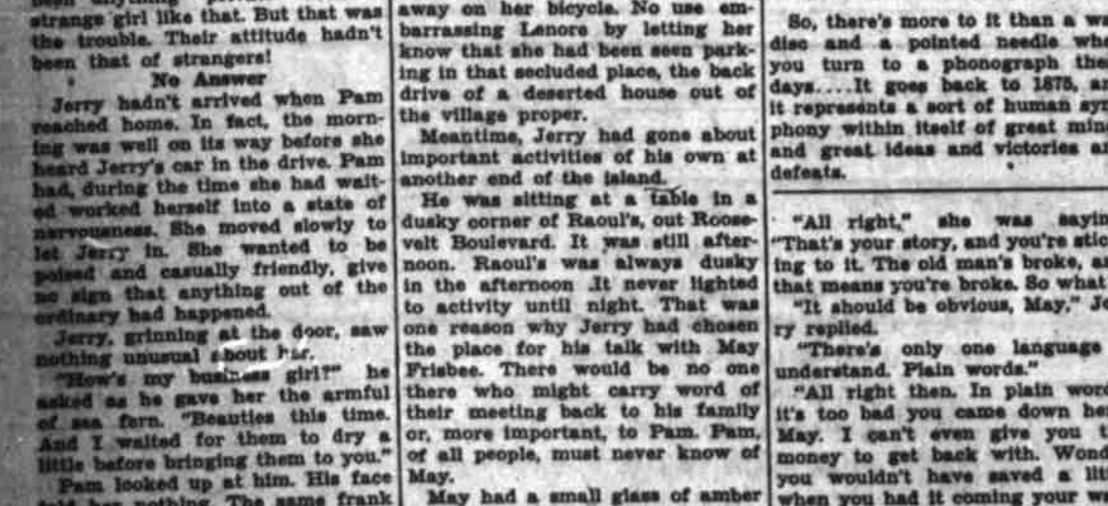 strange girl like that. But that was
the trouble. Their attitude hadn't
been that of strangers!
No Answer
Jerry hadn't arrived when Pam
reached home. In fact, the morn-
ing was well on its way before she
heard Jerry's car in the drive. Pam
had, during the time she had wait-
ed worked herself into a state of
nervousness. She moved slowly to
let Jerry in. She wanted to be
poised and casually friendly, give
no sign that anything out of the
ordinary had happened.
Jerry, grinning at the door, saw
nothing unusual about her.
"How's my business girl?" he
asked as he gave her the armful
of sea fern. "Beauties this time.
And I waited for them to dry a
little before bringing them to you."
Pam looked up at him. His face
told her nothing. The same frank
away on her bicycle. No use em-
barrassing Lenore by letting her
know that she had been seen park-
ing in that secluded place, the back
drive of a deserted house out of
the village proper.
Meantime, Jerry had gone about
important activities of his own at
another end of the island.
He was sitting at a table in a
dusky corner of Raoul's, out Roose-
velt Boulevard. It was still after-
noon. Raoul's was always dusky
in the afternoon .It never lighted
to activity until night. That was
one reason why Jerry had chosen
the place for his talk with May
Frisbee. There would be no one
there who might carry word of
their meeting back to his family
or, more important, to Pam. Pam,
of all people, must never know of
May.
May had a small glass of amber
So, there's more to it than a wa
disc and a pointed needle whe
you turn to a phonograph the
days....It goes back to 1875, an
it represents a sort of human sym
phony within itself of great mind
and great ideas and victories an
defeats.
"All right," she was sayin
"That's your story, and you're stic
ing to it. The old man's broke, an
that means you're broke. So what
"It should be obvious, May," Je
ry replied.
"There's only one language
understand. Plain words."
"All right then. In plain word
it's too bad you came down he
May. I can't even give you t
money to get back with. Wond
you wouldn't have saved a litt
when you had it coming your wa